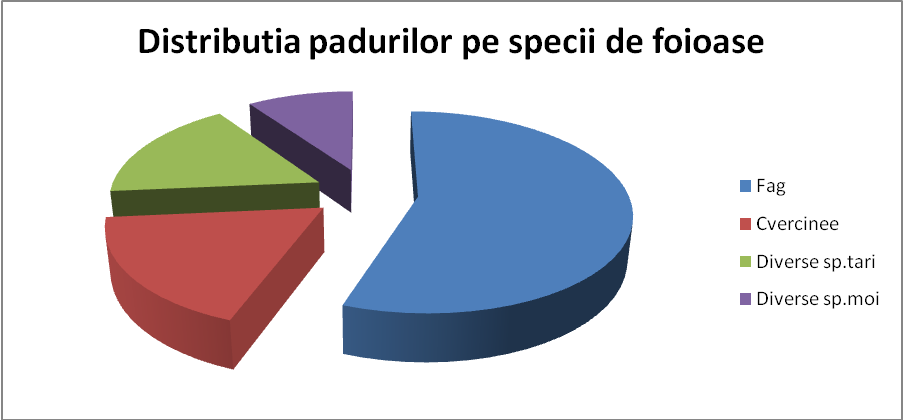 Distributia padurilor pe specii de foioase
Fag
Cvercinee
Diverse sp.tari
Diverse sp.moi